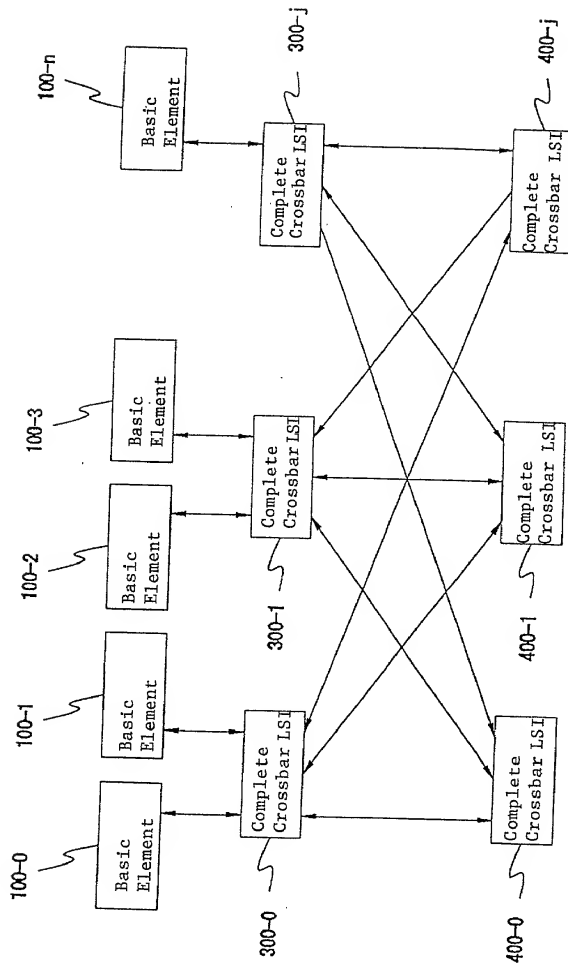 100-0
100-1
100-2
100-3
100-n
Basic
Element
Basic
Element
Basic
Element
Basic
Element
Basic
Element
Complete
Crossbar LSI
Complete
Crossbar LSI
Complete
Crossbar LSI
300-0
300-1
300-j
Complete
Crossbar LSI
Complete
Crossbar LSI
Complete
Crossbar LSI
400-0
400-1
400-j